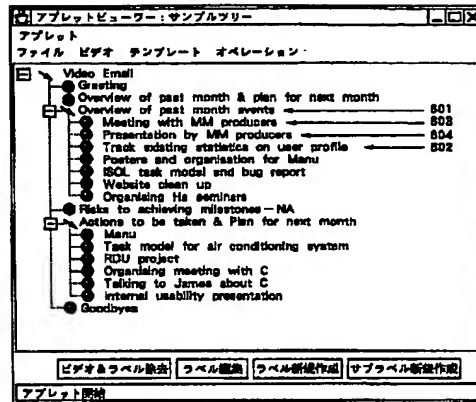 アプレットビューワー：サンプルツリー
アプレット
ファイル ビデオ テンプレート オペレーション
Video Email
Greeting
Overview of past month & plan for next month
Overview of past month events 601
Meeting with MM producers 603
Presentation by MM producers 604
Track existing statistics on user profile 602
Posters and organisation for Manu
ISOL task model and bug report
Website clean up
Organising Hs seminars
Risks to achieving milestones - NA
Actions to be taken & Plan for next month
Manu
Task model for air conditioning system
RDU project
Organising meeting with C
Talking to James about C
Internal usability presentation
Goodbyes
ビデオ&ラベル除去 ラベル編集 ラベル新規作成 サブラベル新規作成
アプレット開始